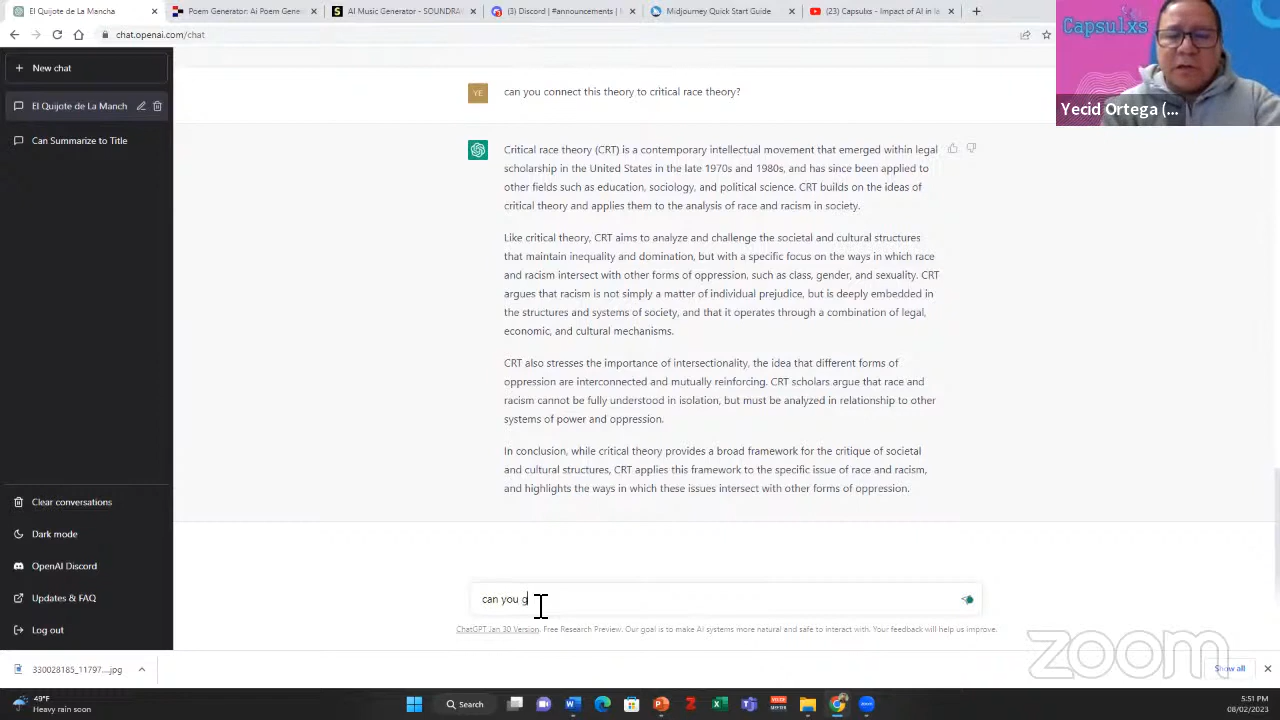 El Quijote de La Mancha
Poem Generator: Ai Poem Gene
AI Music Generator - SOUNDRA
(1) Discord | #announcement |
Midjourney Quick Start Guide
(23) Capsulxs - Impact of AI in
chat.openai.com/chat
Capsulxs
Yecid Ortega (...
New chat
El Quijote de La Manch
Can Summarize to Title
YE
can you connect this theory to critical race theory?
Critical race theory (CRT) is a contemporary intellectual movement that emerged within legal
scholarship in the United States in the late 1970s and 1980s, and has since been applied to
other fields such as education, sociology, and political science. CRT builds on the ideas of
critical theory and applies them to the analysis of race and racism in society.
Like critical theory, CRT aims to analyze and challenge the societal and cultural structures
that maintain inequality and domination, but with a specific focus on the ways in which race
and racism intersect with other forms of oppression, such as class, gender, and sexuality. CRT
argues that racism is not simply a matter of individual prejudice, but is deeply embedded in
the structures and systems of society, and that it operates through a combination of legal,
economic, and cultural mechanisms.
CRT also stresses the importance of intersectionality, the idea that different forms of
oppression are interconnected and mutually reinforcing. CRT scholars argue that race and
racism cannot be fully understood in isolation, but must be analyzed in relationship to other
systems of power and oppression.
In conclusion, while critical theory provides a broad framework for the critique of societal
and cultural structures, CRT applies this framework to the specific issue of race and racism,
and highlights the ways in which these issues intersect with other forms of oppression.
Clear conversations
Dark mode
OpenAI Discord
Updates & FAQ
Log out
can you g
ChatGPT Jan 30 Version. Free Research Preview. Our goal is to make AI systems more natural and safe to interact with. Your feedback will help us improve.
zoom
330028185_11797....jpg
Show all
49°F
Heavy rain soon
Search
5:51 PM
08/02/2023